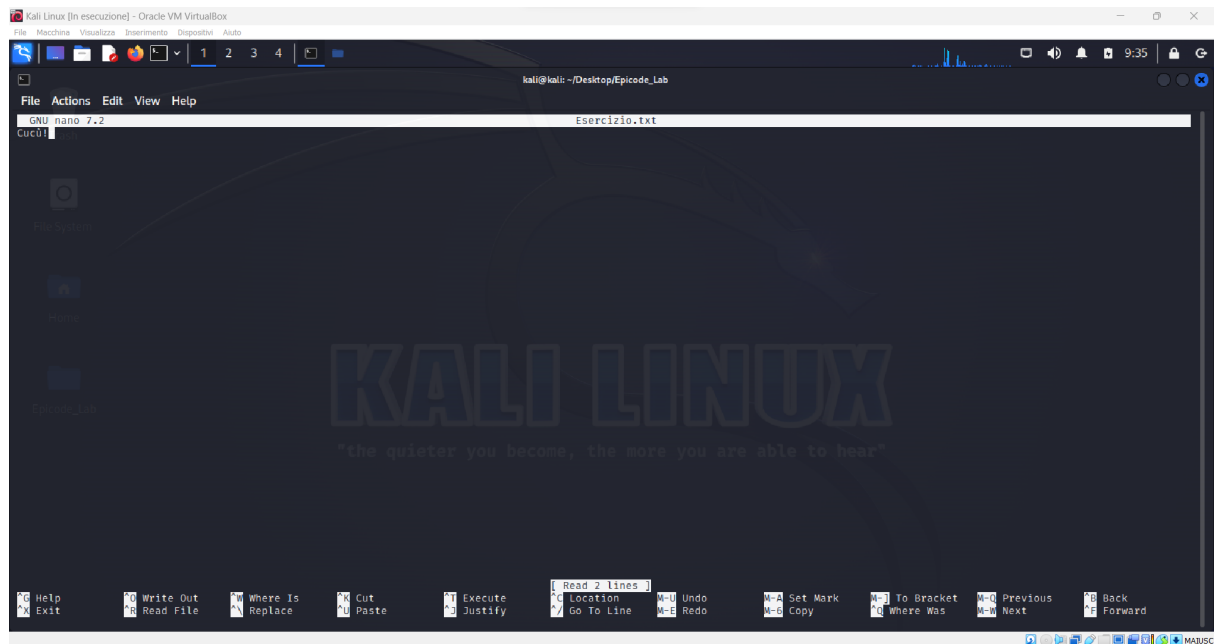 Kali Linux [In esecuzione] - Oracle VM VirtualBox
File Macchina Visualizza Inserimento Dispositivi Aiuto
1 2 3 4 9:35
kali@kali: ~/Desktop/Epicode_Lab
File Actions Edit View Help
GNU nano 7.2 Esercizio.txt
Cucù!
File System
Home
Epicode_Lab
KALI LINUX
"the quieter you become, the more you are able to hear"
[ Read 2 lines ]
^G Help ^O Write Out ^W Where Is ^K Cut ^T Execute ^C Location M-U Undo M-A Set Mark M-] To Bracket M-Q Previous ^B Back
^X Exit ^R Read File ^\ Replace ^U Paste ^J Justify ^/ Go To Line M-E Redo M-6 Copy ^Q Where Was M-W Next ^F Forward
MAIUSC